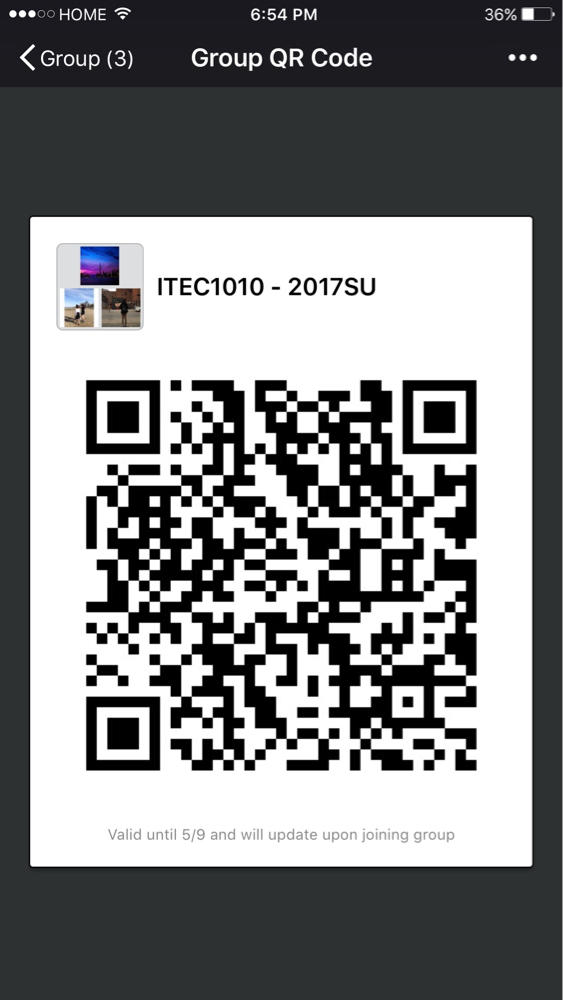 HOME 6:54 PM 36%
Group (3) Group QR Code
ITEC1010 - 2017SU
Valid until 5/9 and will update upon joining group